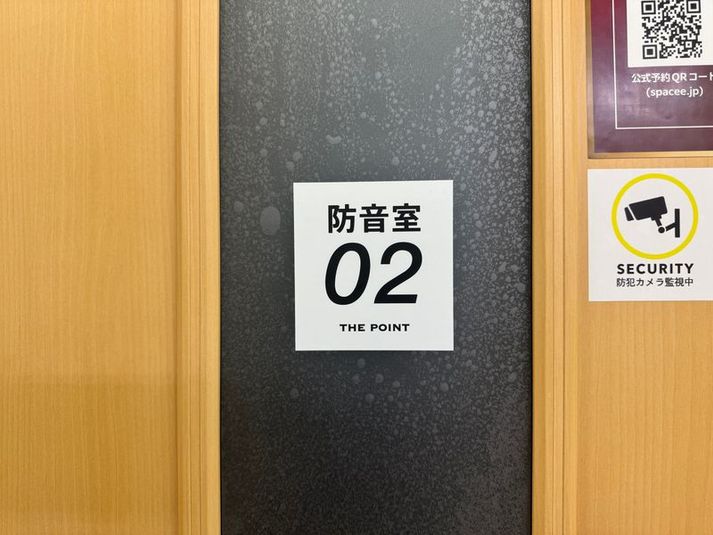 防音室
02
THE POINT
公式予約QRコード
(spacee.jp)
SECURITY
防犯カメラ監視中